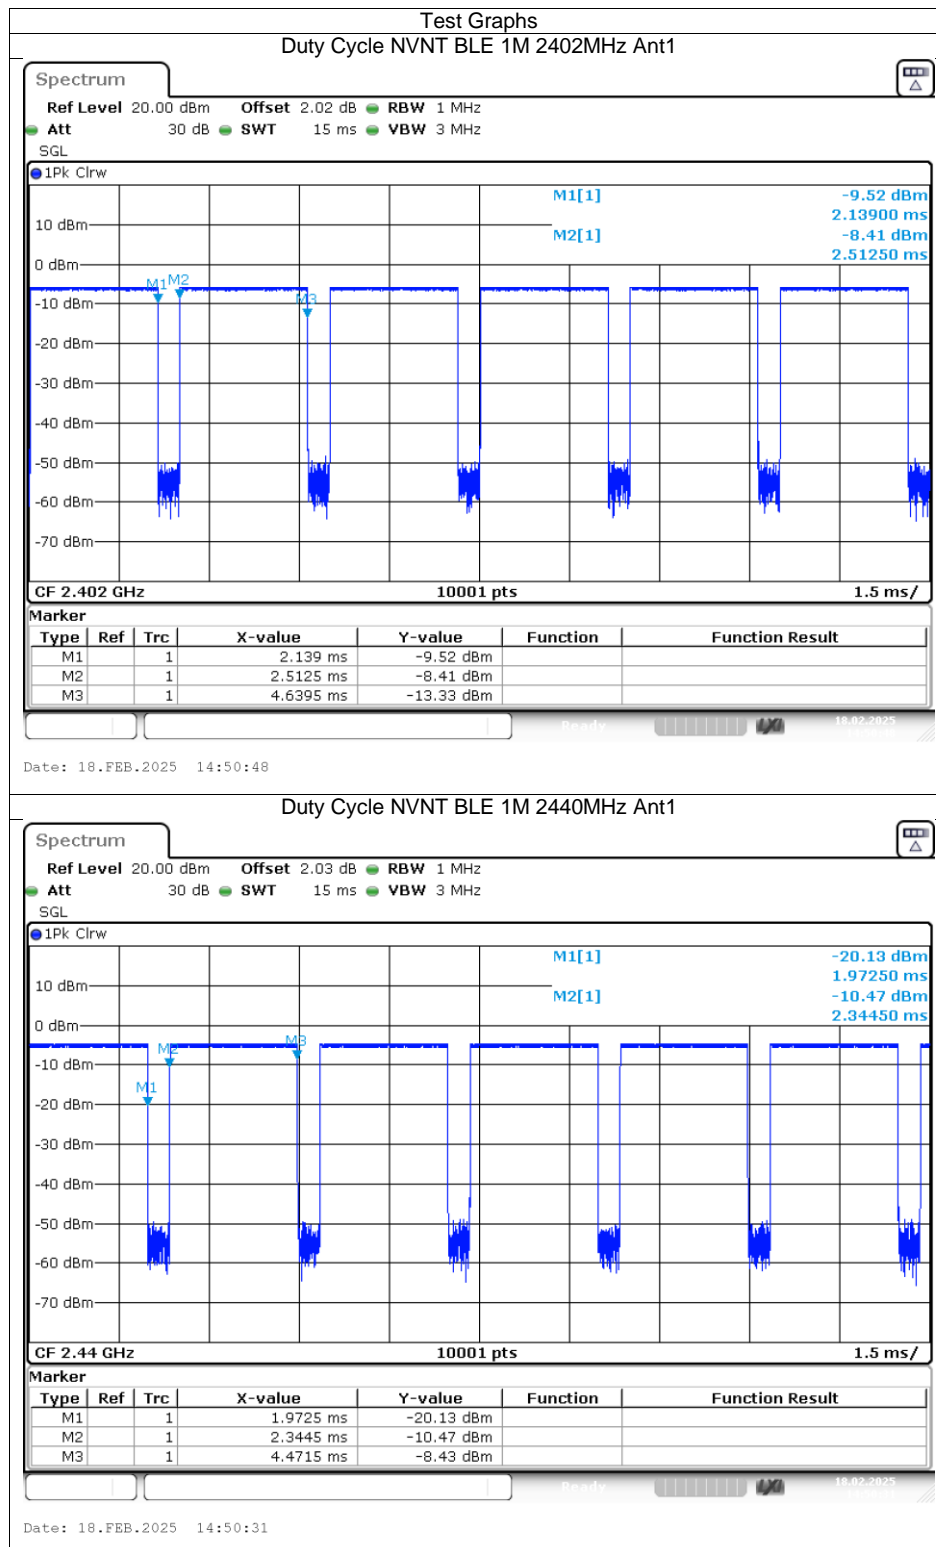 Test Graphs
Duty Cycle NVNT BLE 1M 2402MHz Ant1
Spectrum
Ref Level 20.00 dBm Offset 2.02 dB RBW 1 MHz
Att 30 dB SWT 15 ms VBW 3 MHz
SGL
1Pk Clrw
M1[1] -9.52 dBm
2.13900 ms
10 dBm
M2[1] -8.41 dBm
2.51250 ms
0 dBm
M1 M2
M3
-10 dBm
-20 dBm
-30 dBm
-40 dBm
-50 dBm
-60 dBm
-70 dBm
CF 2.402 GHz 10001 pts 1.5 ms/
Marker
Type Ref Trc X-value Y-value Function Function Result
M1 1 2.139 ms -9.52 dBm
M2 1 2.5125 ms -8.41 dBm
M3 1 4.6395 ms -13.33 dBm
Ready LXI 18.02.2025
Date: 18.FEB.2025 14:50:48
Duty Cycle NVNT BLE 1M 2440MHz Ant1
Spectrum
Ref Level 20.00 dBm Offset 2.03 dB RBW 1 MHz
Att 30 dB SWT 15 ms VBW 3 MHz
SGL
1Pk Clrw
M1[1] -20.13 dBm
1.97250 ms
10 dBm
M2[1] -10.47 dBm
2.34450 ms
0 dBm
M2 M3
-10 dBm
M1
-20 dBm
-30 dBm
-40 dBm
-50 dBm
-60 dBm
-70 dBm
CF 2.44 GHz 10001 pts 1.5 ms/
Marker
Type Ref Trc X-value Y-value Function Function Result
M1 1 1.9725 ms -20.13 dBm
M2 1 2.3445 ms -10.47 dBm
M3 1 4.4715 ms -8.43 dBm
Ready LXI 18.02.2025
Date: 18.FEB.2025 14:50:31